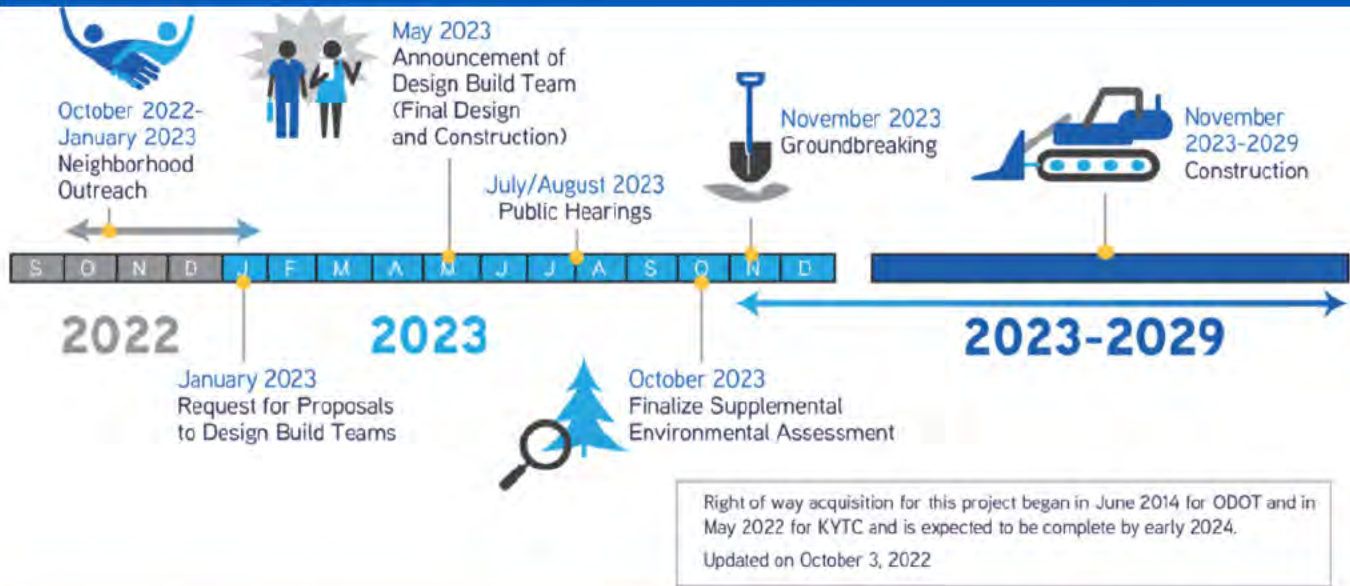 October 2022-
January 2023
Neighborhood
Outreach
May 2023
Announcement of
Design Build Team
(Final Design
and Construction)
July/August 2023
Public Hearings
November 2023
Groundbreaking
November
2023-2029
Construction
S O N D J F M A M J J A S O N D
2022
2023
2023-2029
January 2023
Request for Proposals
to Design Build Teams
October 2023
Finalize Supplemental
Environmental Assessment
Right of way acquisition for this project began in June 2014 for ODOT and in
May 2022 for KYTC and is expected to be complete by early 2024.
Updated on October 3, 2022